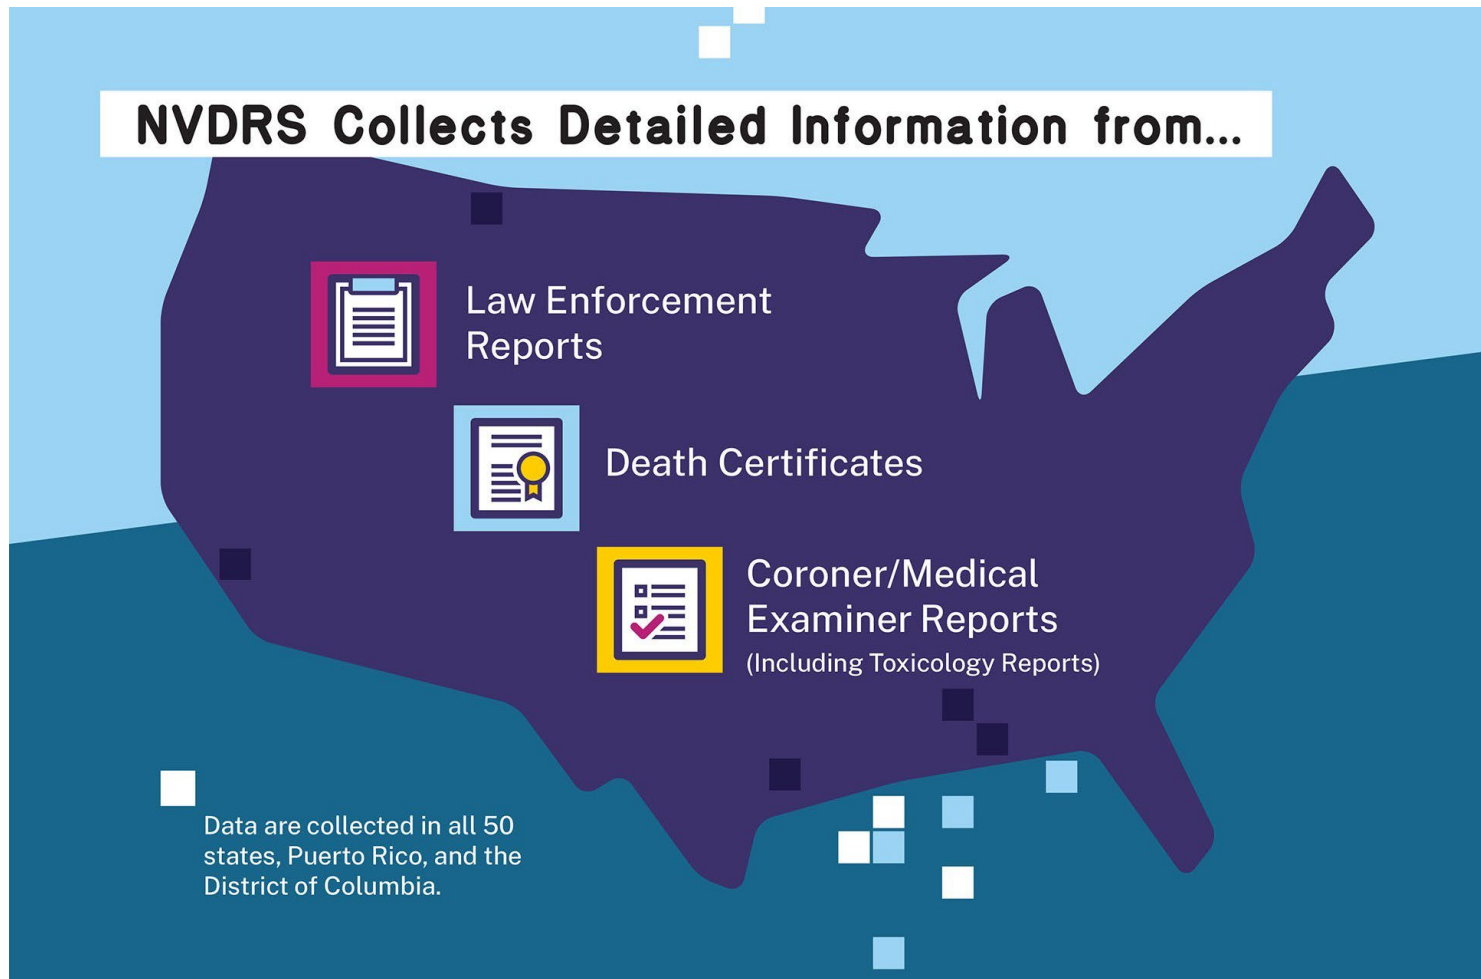 NVDRS Collects Detailed Information from...
Law Enforcement
Reports
Death Certificates
Coroner/Medical
Examiner Reports
(Including Toxicology Reports)
Data are collected in all 50
states, Puerto Rico, and the
District of Columbia.